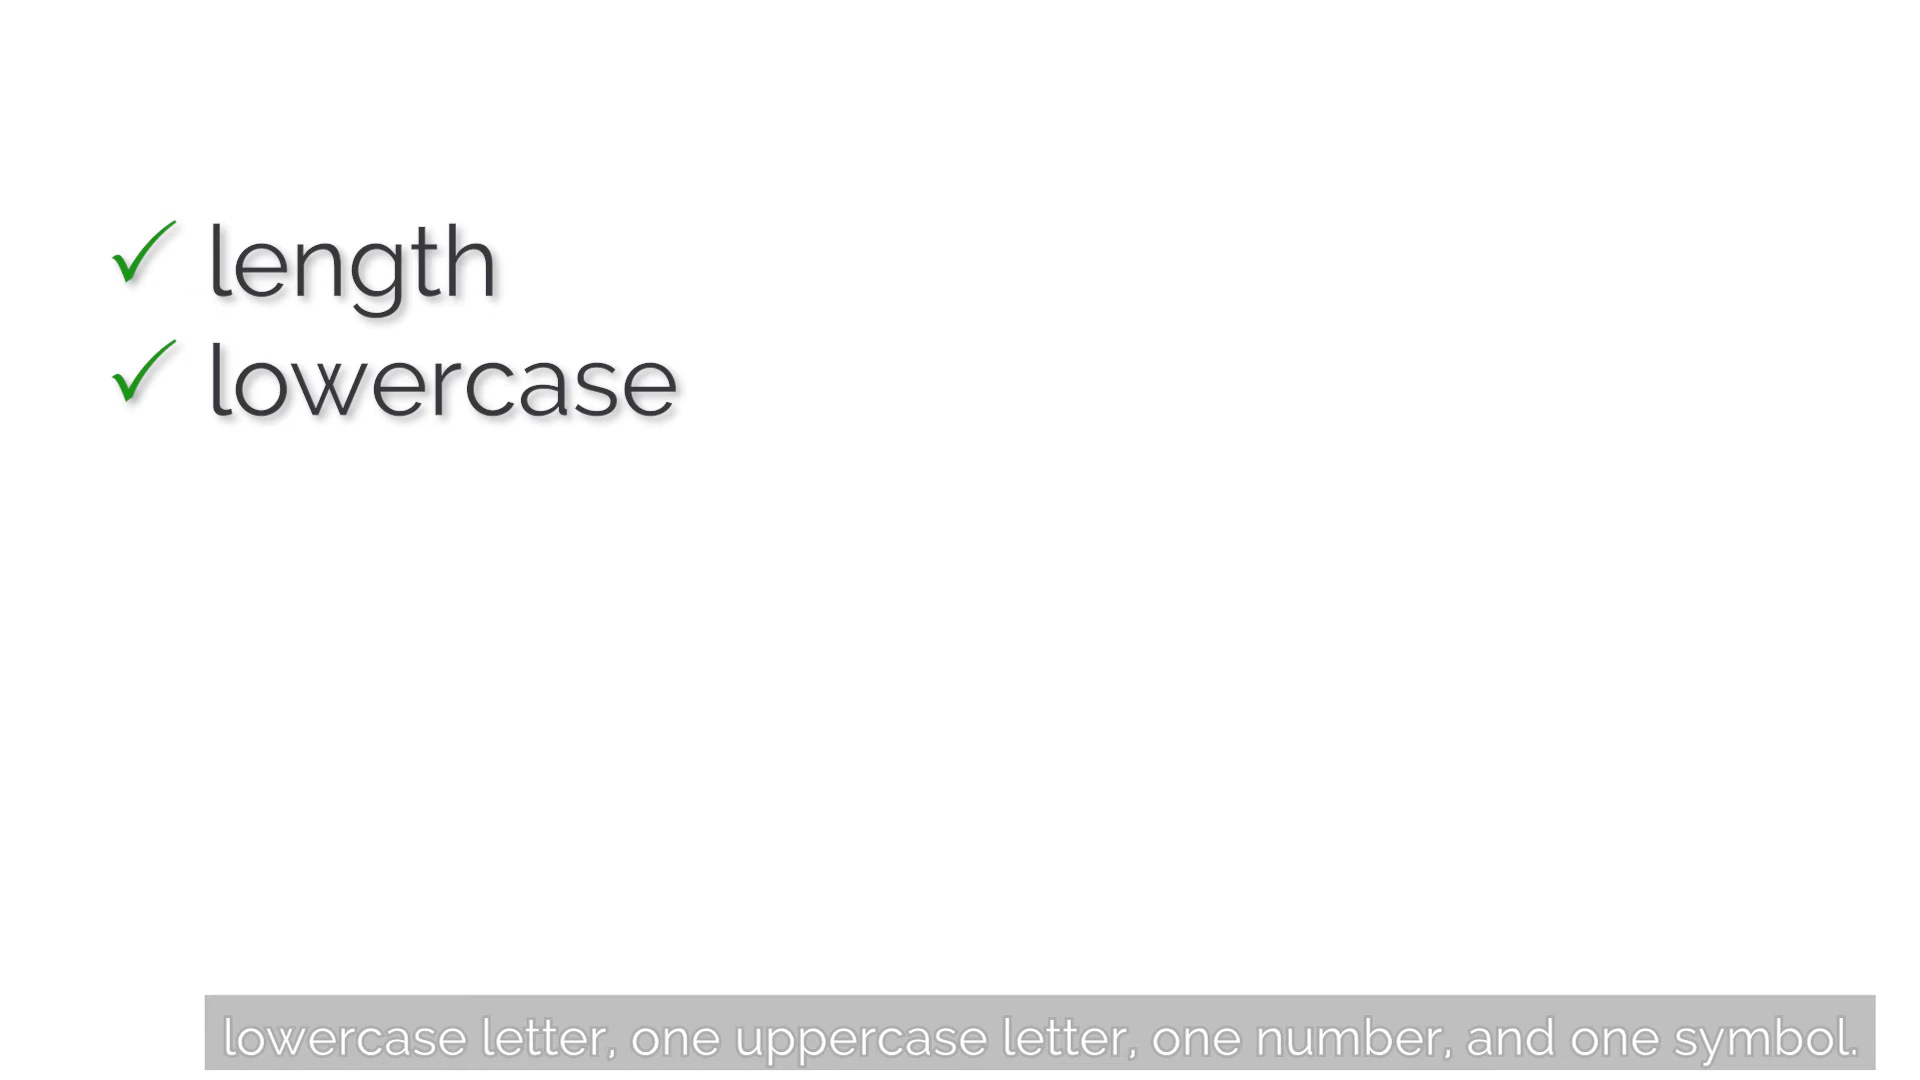 ✓ length
✓ lowercase
lowercase letter, one uppercase letter, one number, and one symbol.